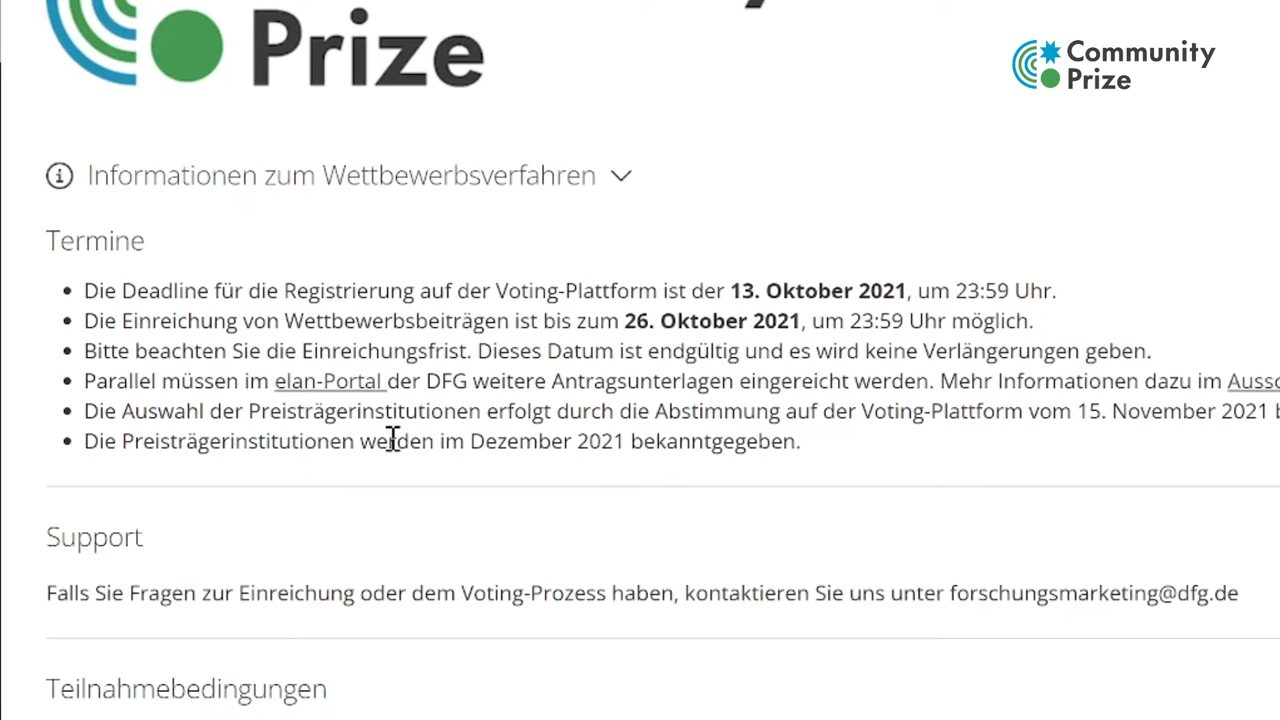 Prize
Community
Prize
Informationen zum Wettbewerbsverfahren
Termine
Die Deadline für die Registrierung auf der Voting-Plattform ist der 13. Oktober 2021, um 23:59 Uhr.
Die Einreichung von Wettbewerbsbeiträgen ist bis zum 26. Oktober 2021, um 23:59 Uhr möglich.
Bitte beachten Sie die Einreichungsfrist. Dieses Datum ist endgültig und es wird keine Verlängerungen geben.
Parallel müssen im elan-Portal der DFG weitere Antragsunterlagen eingereicht werden. Mehr Informationen dazu im
Die Auswahl der Preisträgerinstitutionen erfolgt durch die Abstimmung auf der Voting-Plattform vom 15. November 2021
Die Preisträgerinstitutionen werden im Dezember 2021 bekanntgegeben.
Support
Falls Sie Fragen zur Einreichung oder dem Voting-Prozess haben, kontaktieren Sie uns unter forschungsmarketing@dfg.de
Teilnahmebedingungen